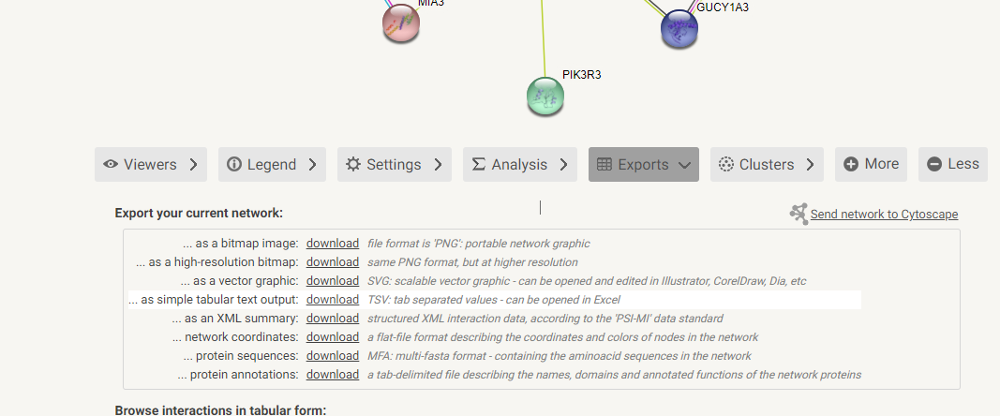 MIA3
GUCY1A3
PIK3R3
Viewers Legend Settings Analysis Exports Clusters More Less
Export your current network: Send network to Cytoscape
... as a bitmap image: download file format is 'PNG': portable network graphic
... as a high-resolution bitmap: download same PNG format, but at higher resolution
... as a vector graphic: download SVG: scalable vector graphic - can be opened and edited in Illustrator, CorelDraw, Dia, etc
... as simple tabular text output: download TSV: tab separated values - can be opened in Excel
... as an XML summary: download structured XML interaction data, according to the 'PSI-MI' data standard
... network coordinates: download a flat-file format describing the coordinates and colors of nodes in the network
... protein sequences: download MFA: multi-fasta format - containing the aminoacid sequences in the network
... protein annotations: download a tab-delimited file describing the names, domains and annotated functions of the network proteins
Browse interactions in tabular form: